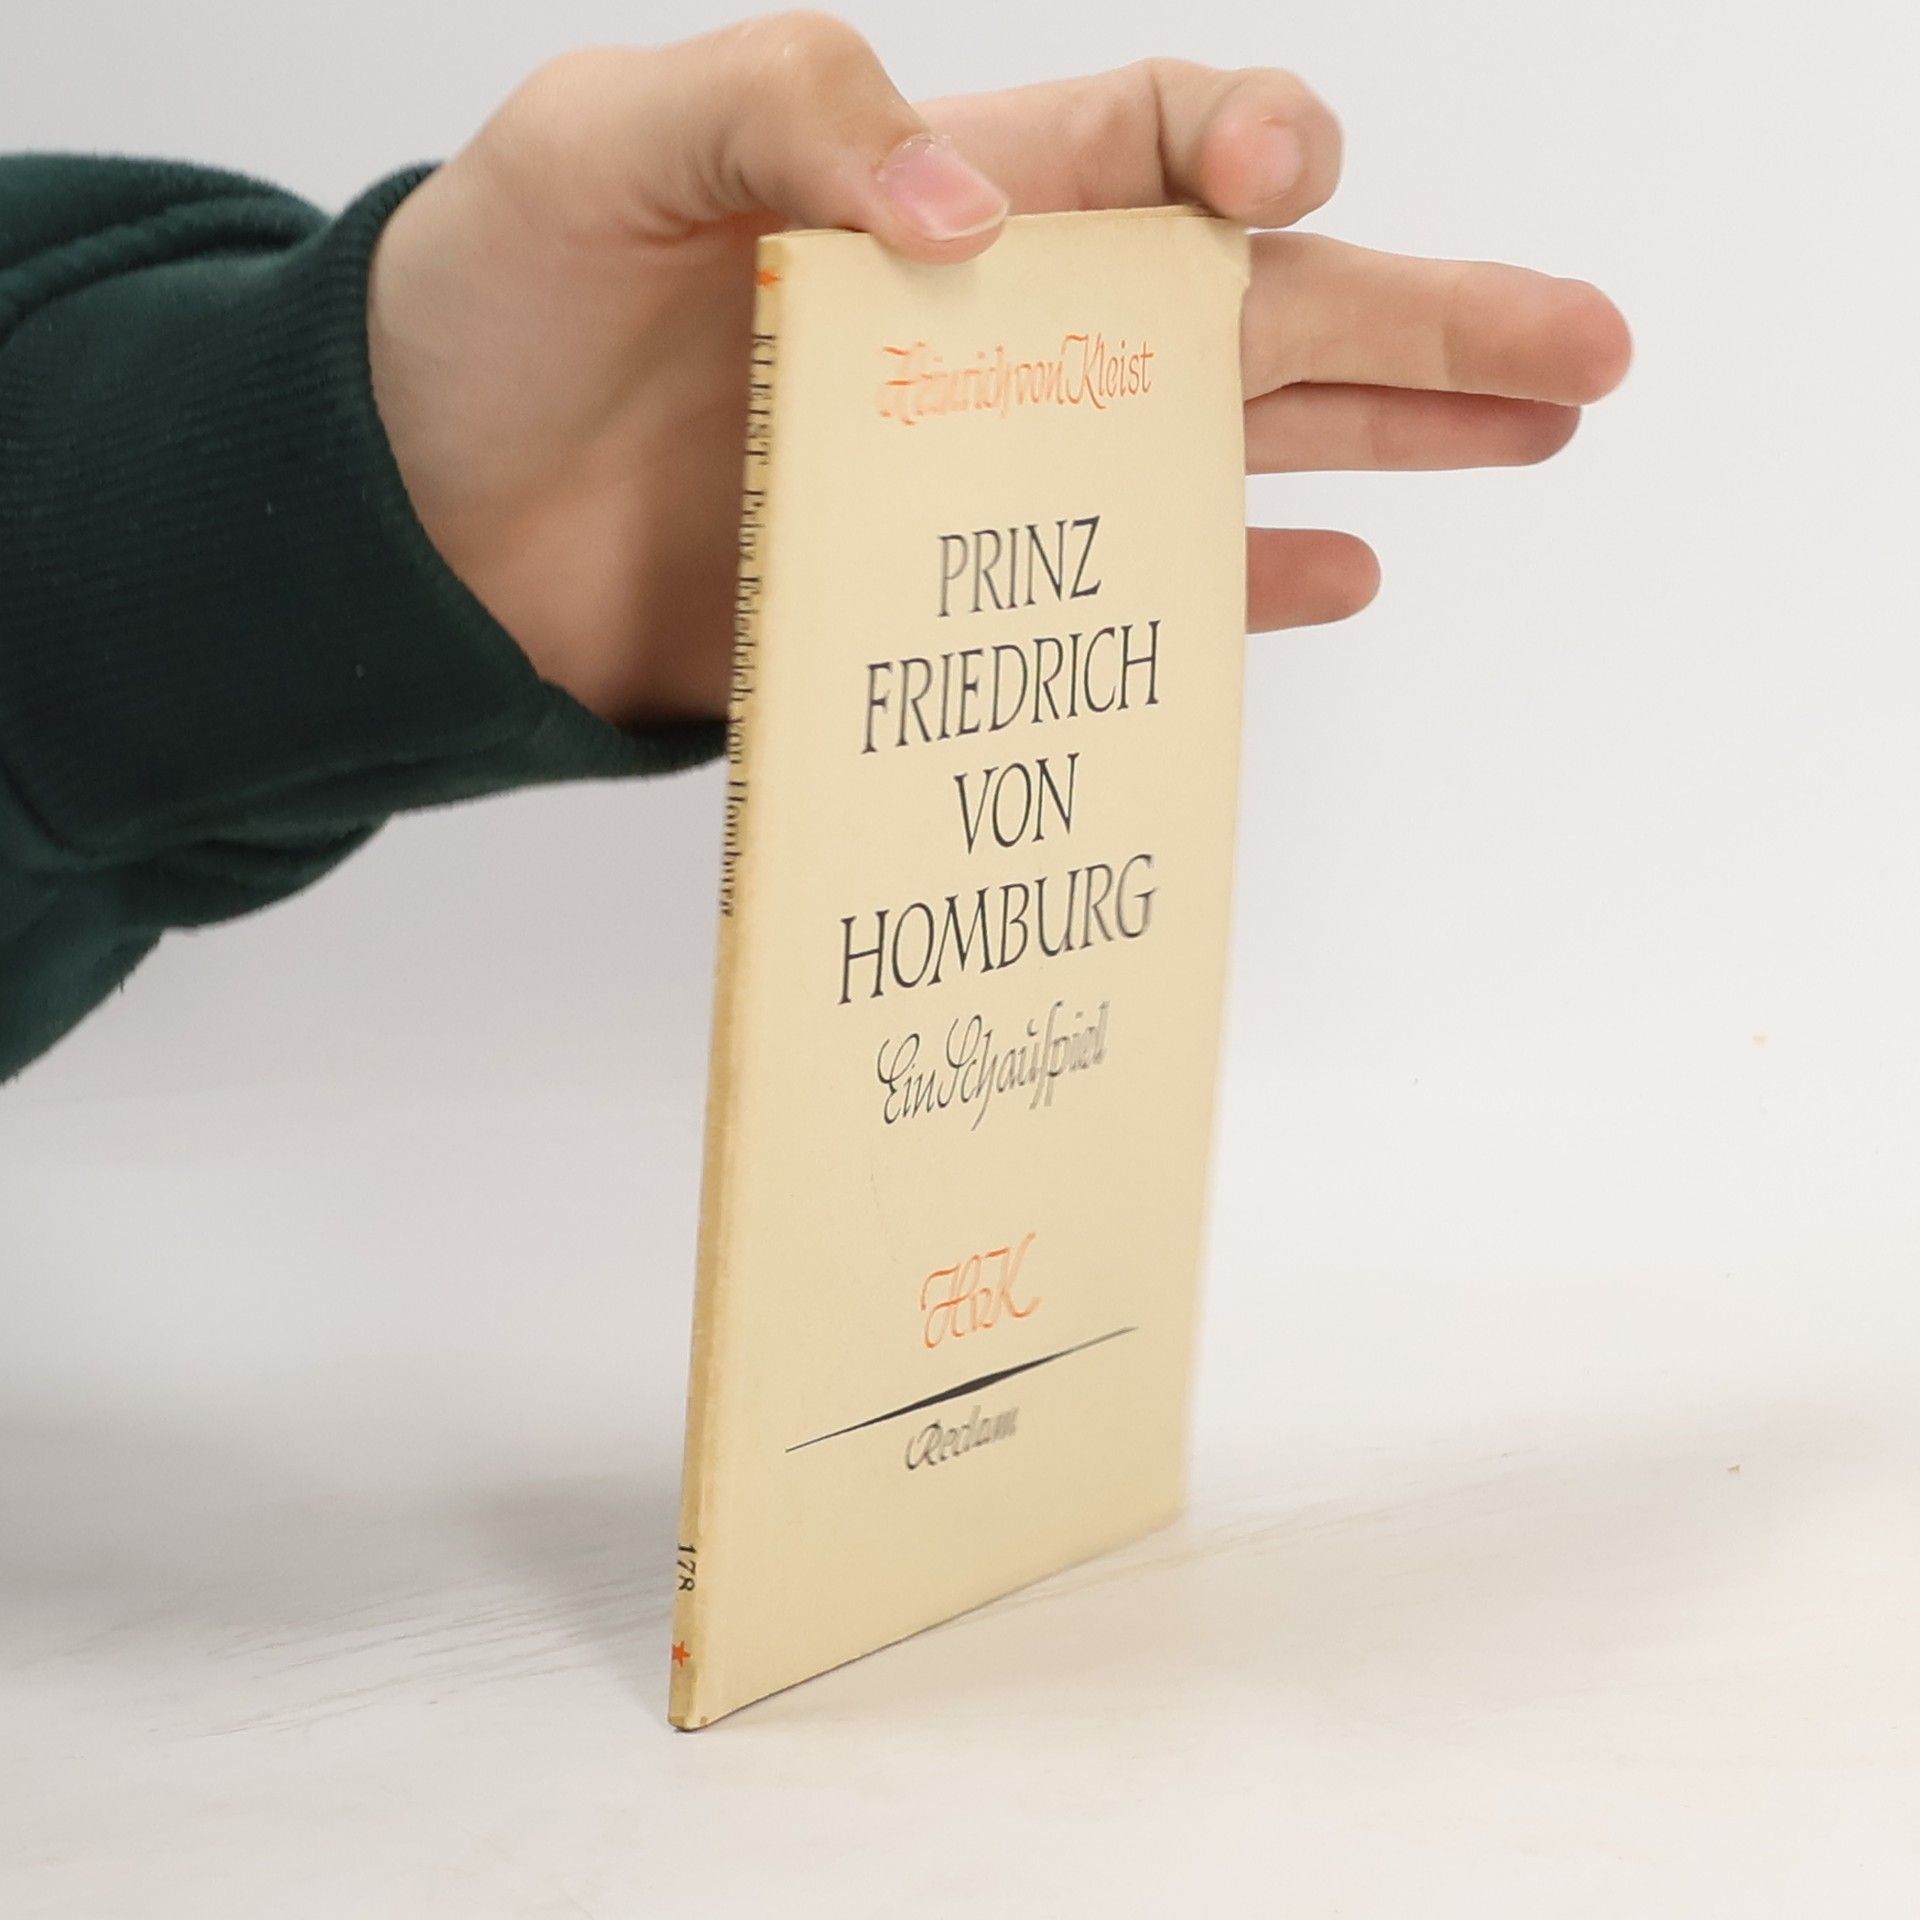 Heinrich von Kleist
PRINZ
FRIEDRICH
VON
HOMBURG
Ein Schauſpiel
HvK
Reclam
KLEIST Prinz Friedrich von Homburg
178